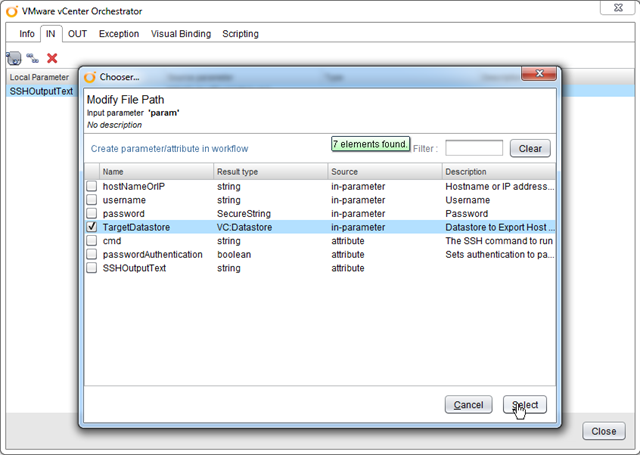 VMware vCenter Orchestrator
Info IN OUT Exception Visual Binding Scripting
Local Parameter
SSHOutputText
Chooser...
Modify File Path
Input parameter 'param'
No description
Create parameter/attribute in workflow 7 elements found. Filter : Clear
Name Result type Source Description
hostNameOrIP string in-parameter Hostname or IP address...
username string in-parameter Username
password SecureString in-parameter Password
TargetDatastore VC:Datastore in-parameter Datastore to Export Host ...
cmd string attribute The SSH command to run
passwordAuthentication boolean attribute Sets authentication to pa...
SSHOutputText string attribute
Cancel Select
Close